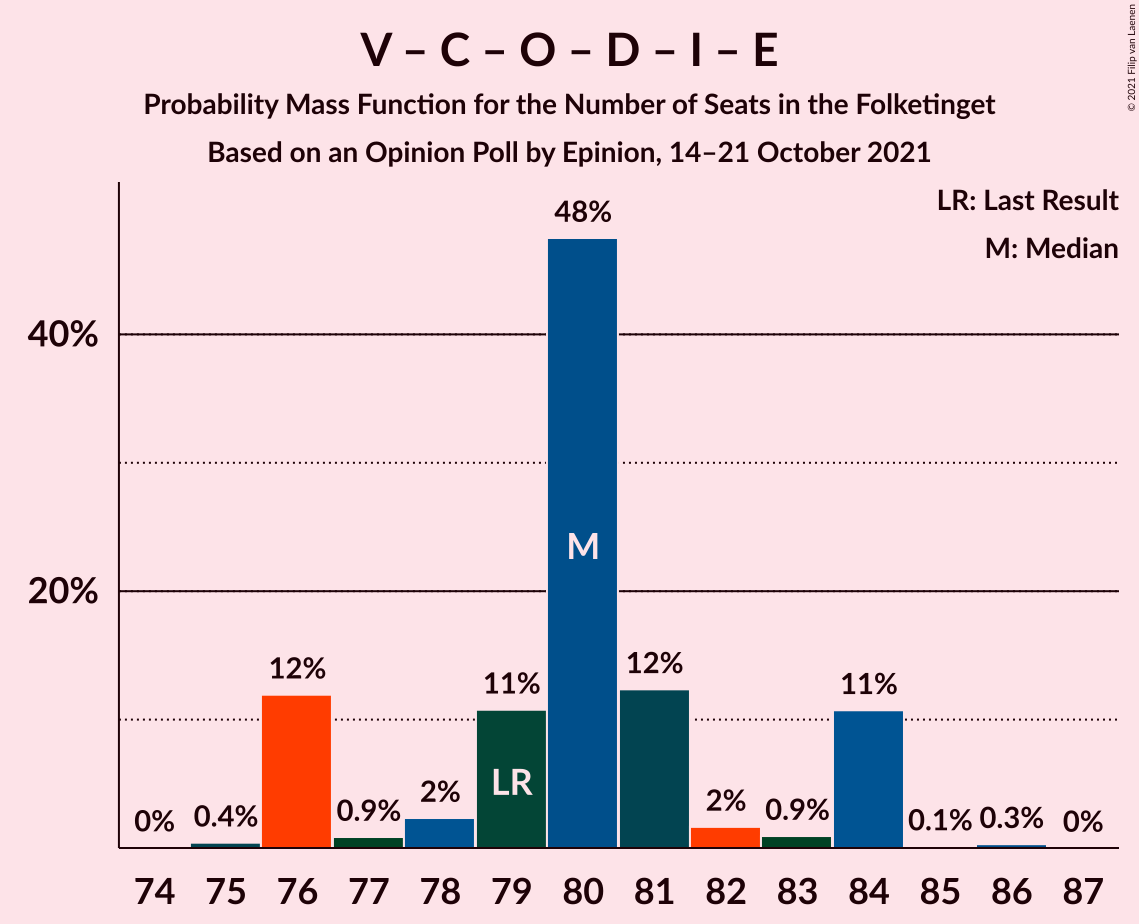 V – C – O – D – I – E
Probability Mass Function for the Number of Seats in the Folketinget
Based on an Opinion Poll by Epinion, 14–21 October 2021
© 2021 Filip van Laenen
LR: Last Result
M: Median
48%
40%
M
20%
12%
12%
11%
11%
LR
2%
2%
0.9%
0.9%
0.4%
0.3%
0.1%
0%
0%
74 75 76 77 78 79 80 81 82 83 84 85 86 87